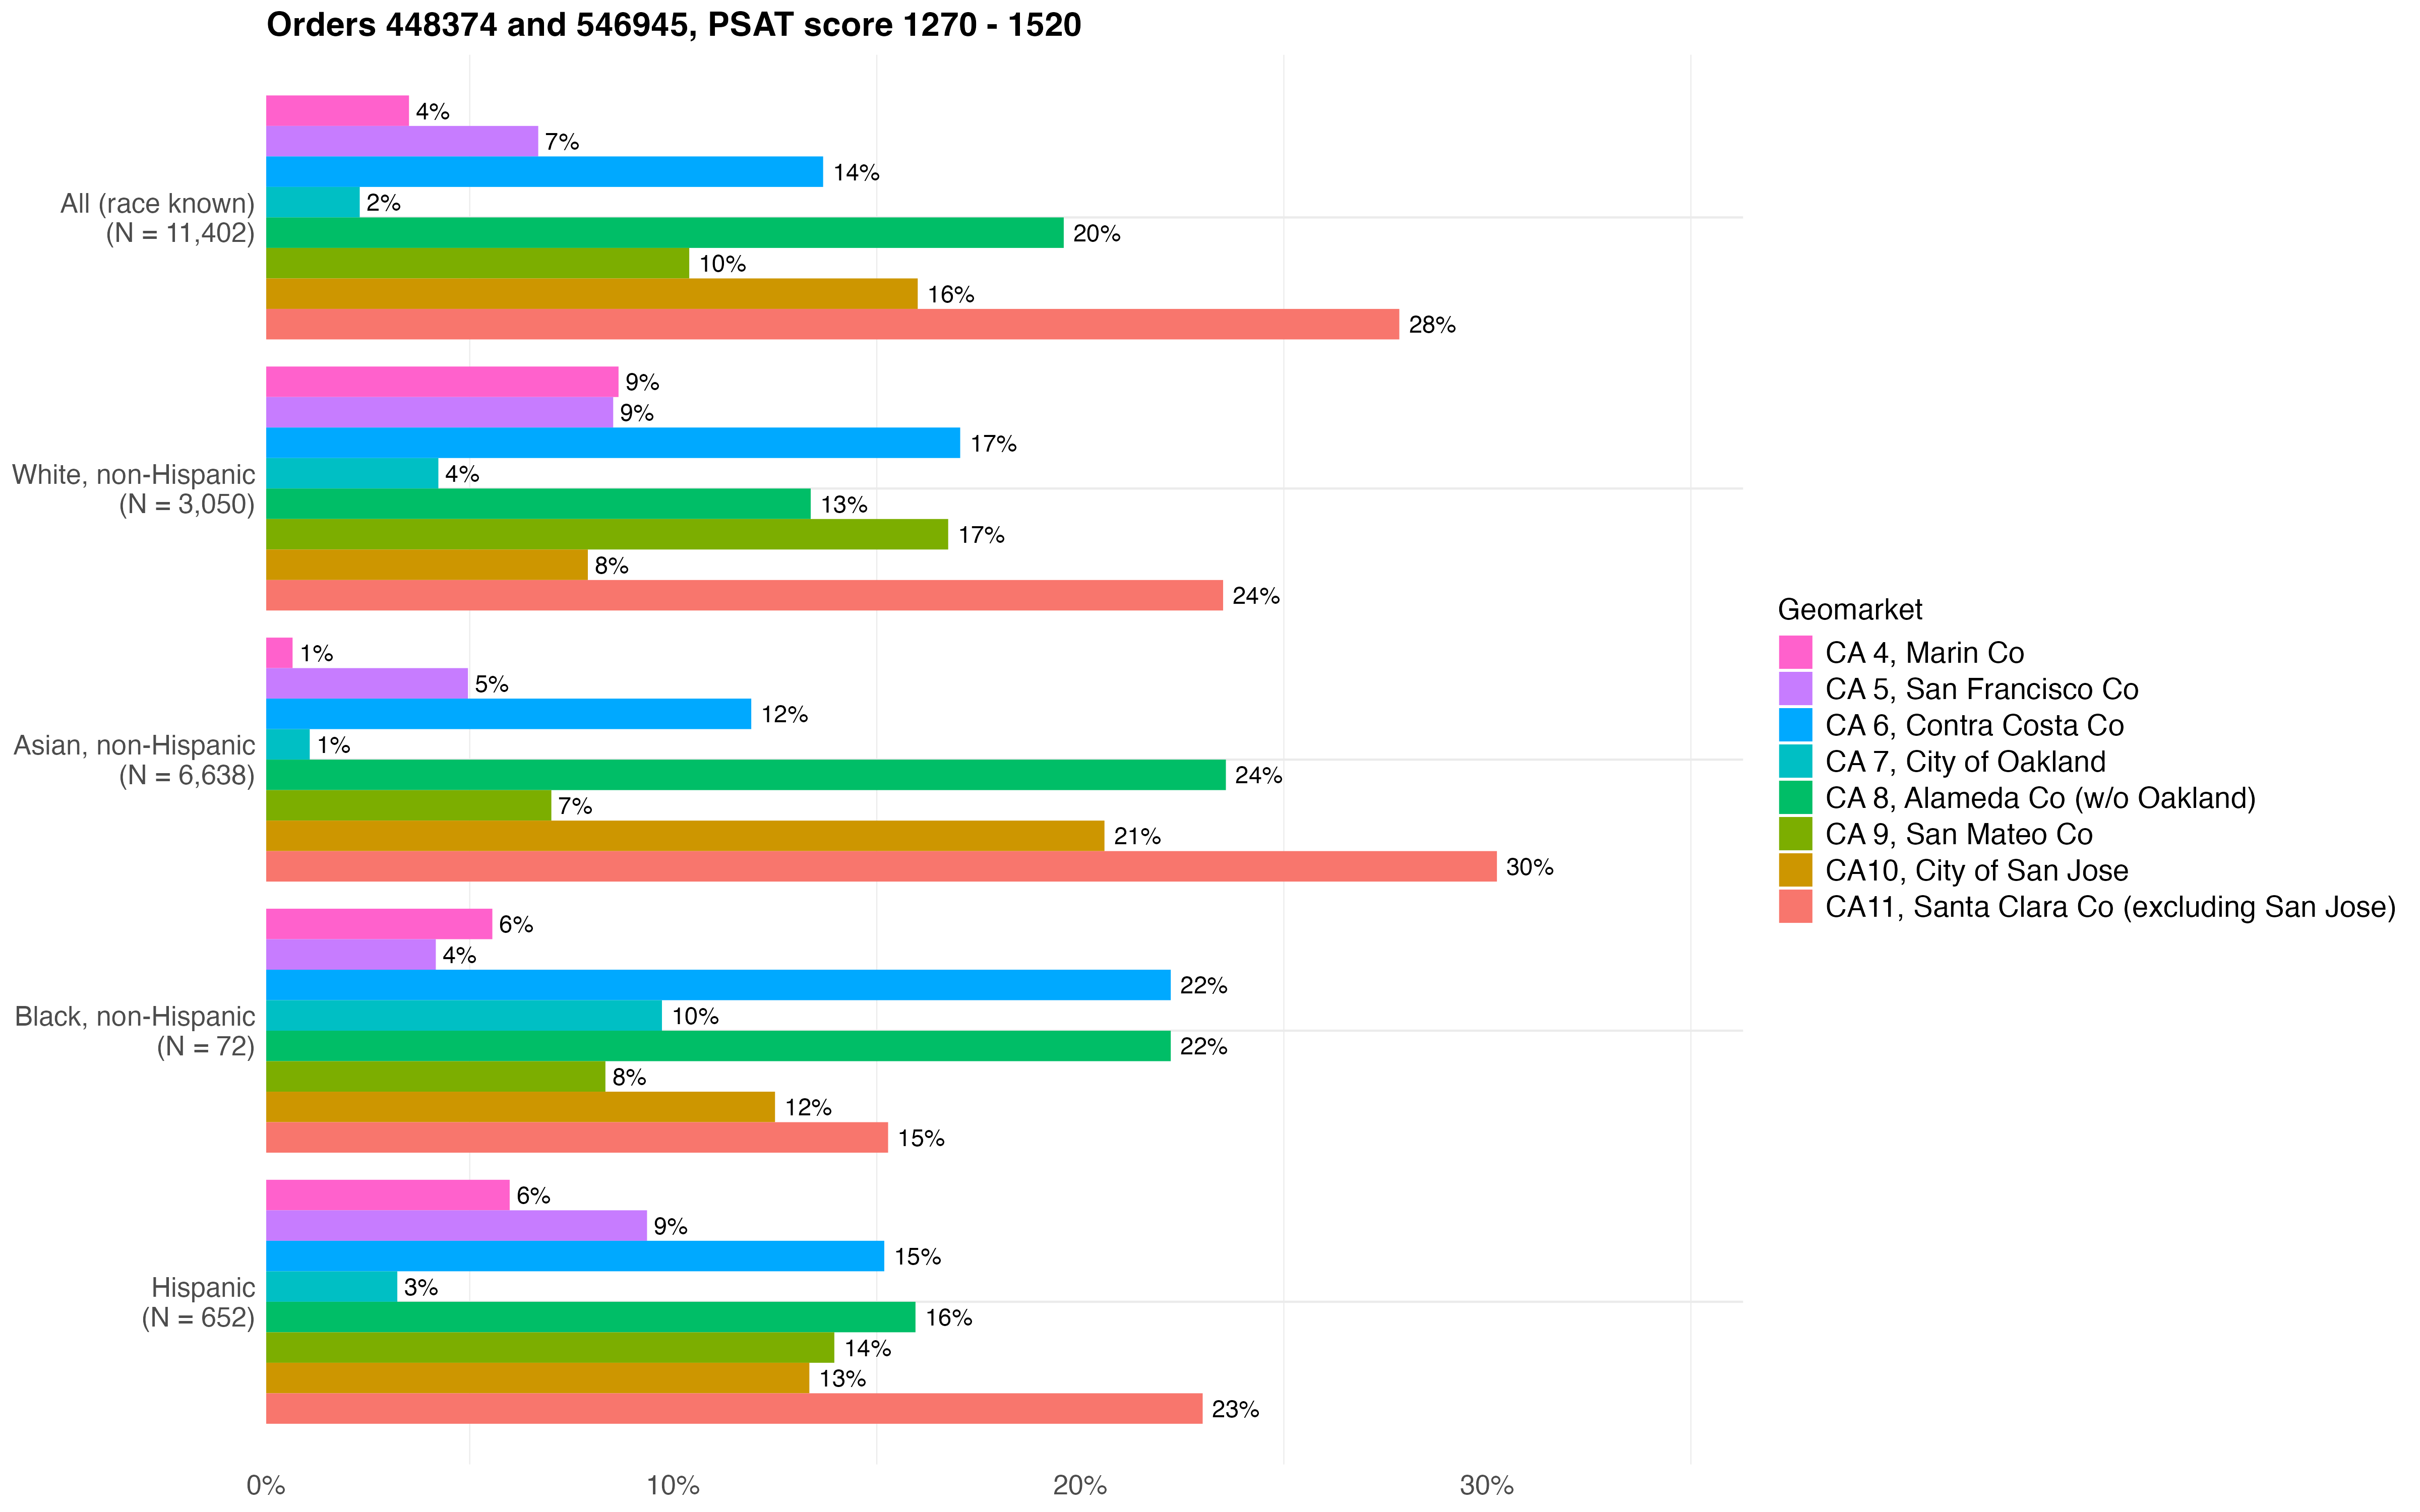 Orders 448374 and 546945, PSAT score 1270 - 1520
All (race known)
(N = 11,402)
4%
7%
14%
2%
20%
10%
16%
28%
White, non-Hispanic
(N = 3,050)
9%
9%
17%
4%
13%
17%
8%
24%
Asian, non-Hispanic
(N = 6,638)
1%
5%
12%
1%
24%
7%
21%
30%
Black, non-Hispanic
(N = 72)
6%
4%
22%
10%
22%
8%
12%
15%
Hispanic
(N = 652)
6%
9%
15%
3%
16%
14%
13%
23%
0%
10%
20%
30%
Geomarket
CA 4, Marin Co
CA 5, San Francisco Co
CA 6, Contra Costa Co
CA 7, City of Oakland
CA 8, Alameda Co (w/o Oakland)
CA 9, San Mateo Co
CA10, City of San Jose
CA11, Santa Clara Co (excluding San Jose)